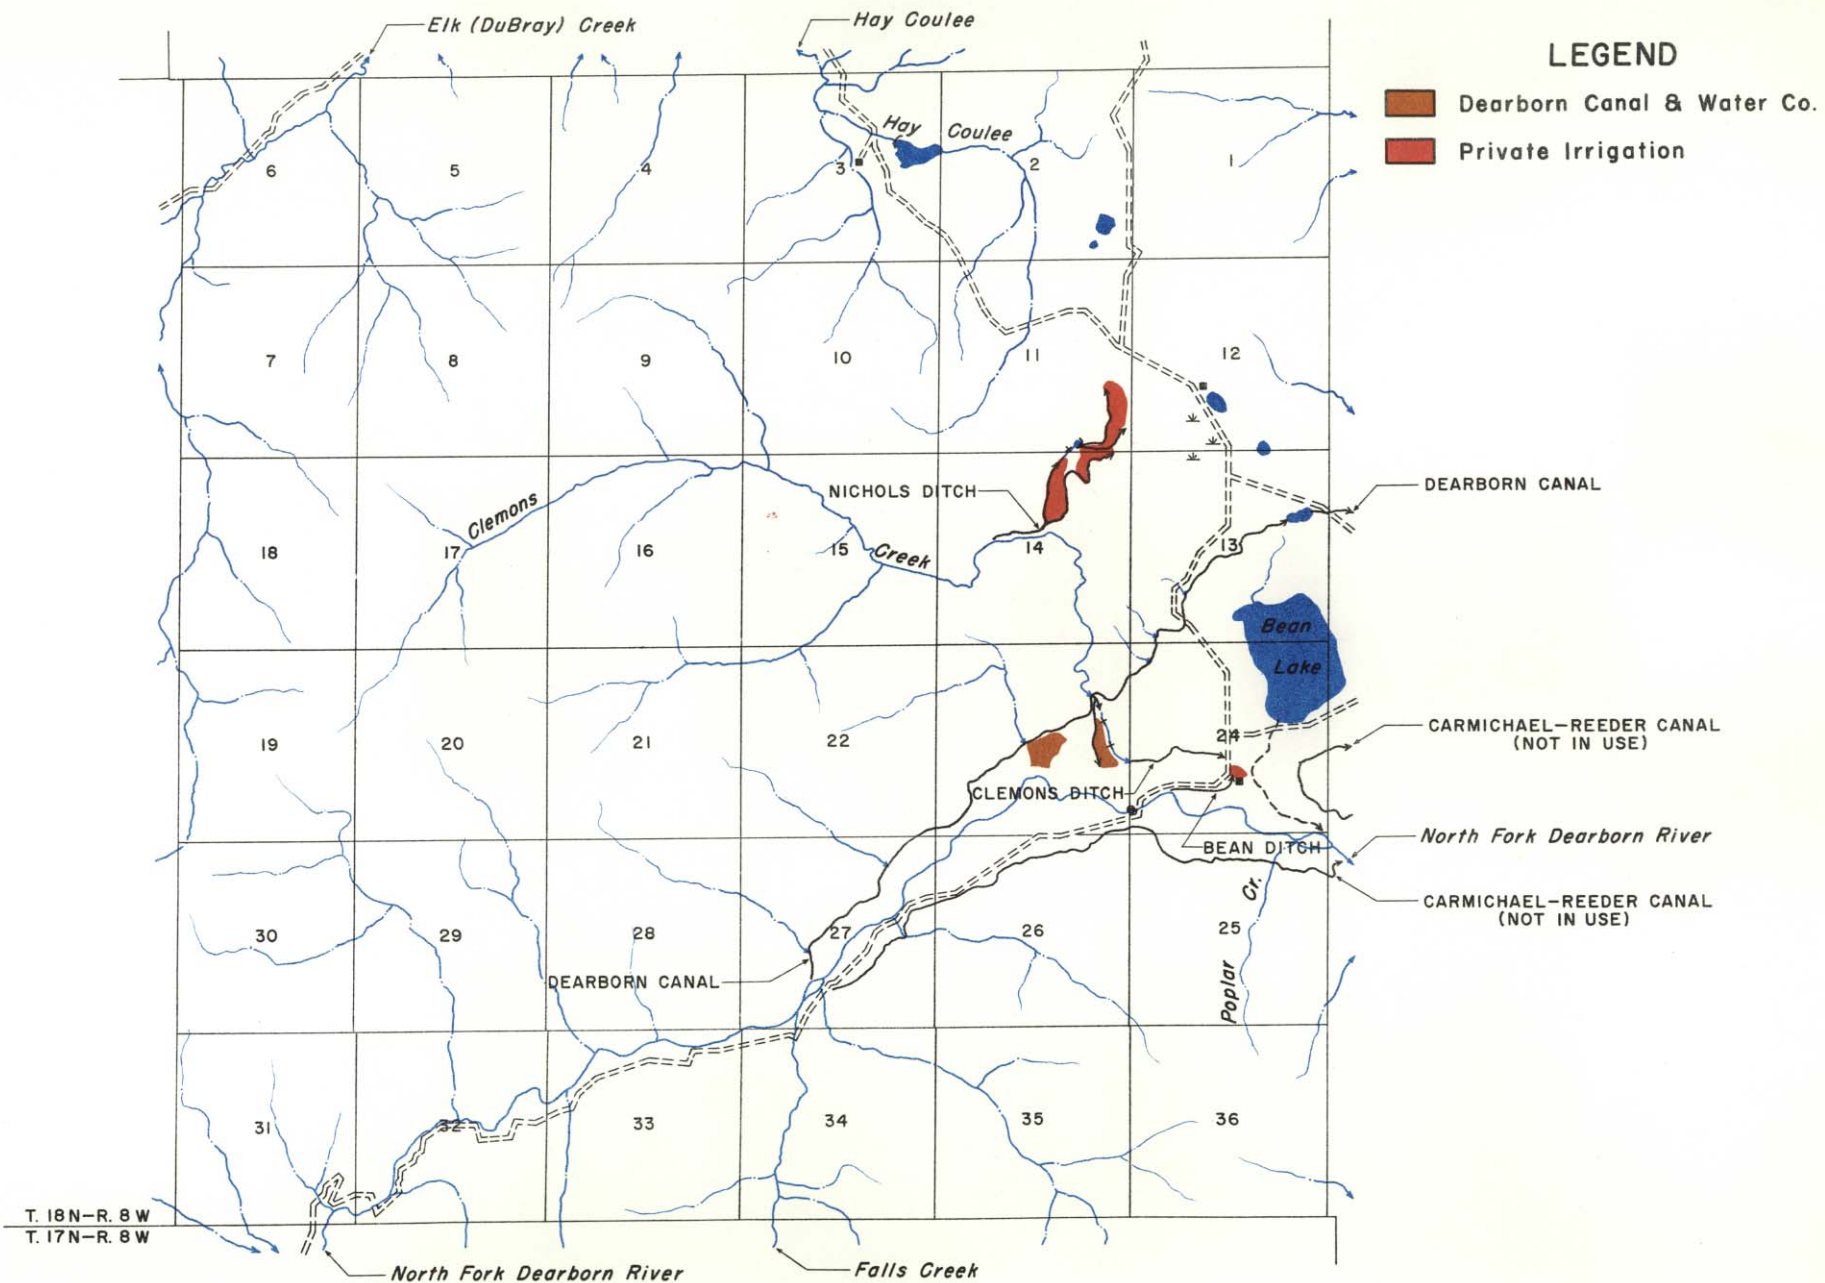 Elk (DuBray) Creek
Hay Coulee
LEGEND
Dearborn Canal & Water Co.
Private Irrigation
Hay Coulee
6 5 4 3 2 1
7 8 9 10 11 12
NICHOLS DITCH
DEARBORN CANAL
Clemons Creek
18 17 16 15 14 13
Bean
Lake
CARMICHAEL-REEDER CANAL
(NOT IN USE)
19 20 21 22 24
CLEMONS DITCH
North Fork Dearborn River
BEAN DITCH
CARMICHAEL-REEDER CANAL
(NOT IN USE)
30 29 28 27 26 25
DEARBORN CANAL
Poplar Cr.
31 32 33 34 35 36
T. 18N-R. 8W
T. 17N-R. 8W
North Fork Dearborn River
Falls Creek